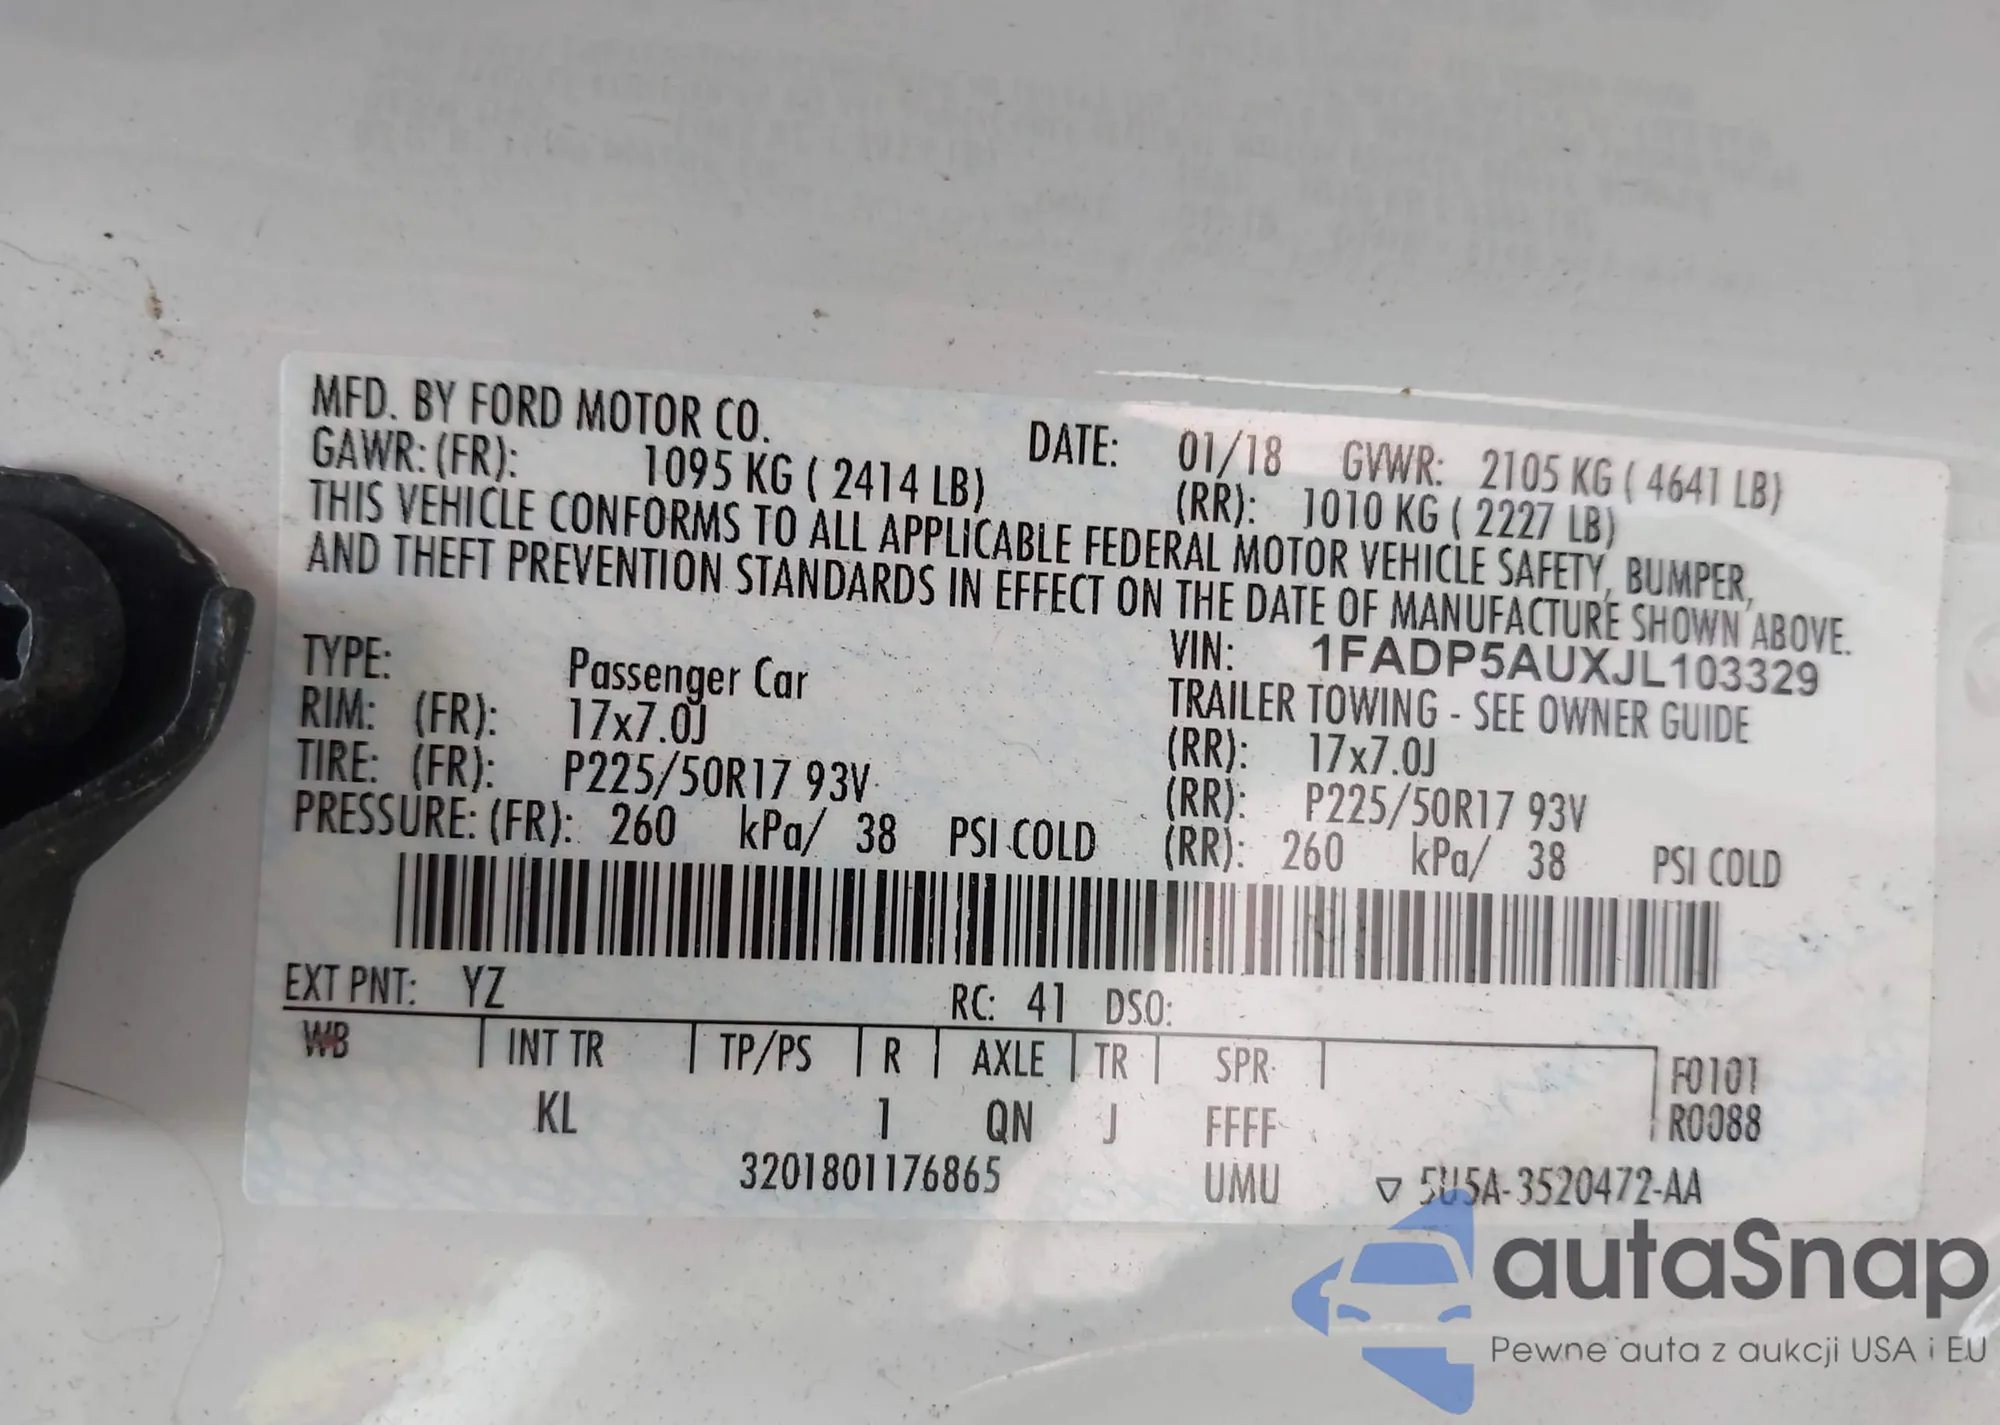 MFD. BY FORD MOTOR CO.
DATE: 01/18 GVWR: 2105 KG ( 4641 LB)
GAWR: (FR): 1095 KG ( 2414 LB) (RR): 1010 KG ( 2227 LB)
THIS VEHICLE CONFORMS TO ALL APPLICABLE FEDERAL MOTOR VEHICLE SAFETY, BUMPER,
AND THEFT PREVENTION STANDARDS IN EFFECT ON THE DATE OF MANUFACTURE SHOWN ABOVE.
VIN: 1FADP5AUXJL103329
TYPE: Passenger Car TRAILER TOWING - SEE OWNER GUIDE
RIM: (FR): 17x7.0J (RR): 17x7.0J
TIRE: (FR): P225/50R17 93V (RR): P225/50R17 93V
PRESSURE: (FR): 260 kPa/ 38 PSI COLD (RR): 260 kPa/ 38 PSI COLD
EXT PNT: YZ RC: 41 DSO:
WB INT TR TP/PS R AXLE TR SPR F0101
KL 1 QN J FFFF R0088
3201801176865 UMU ▽ 5U5A-3520472-AA
autaSnap
Pewne auta z aukcji USA i EU